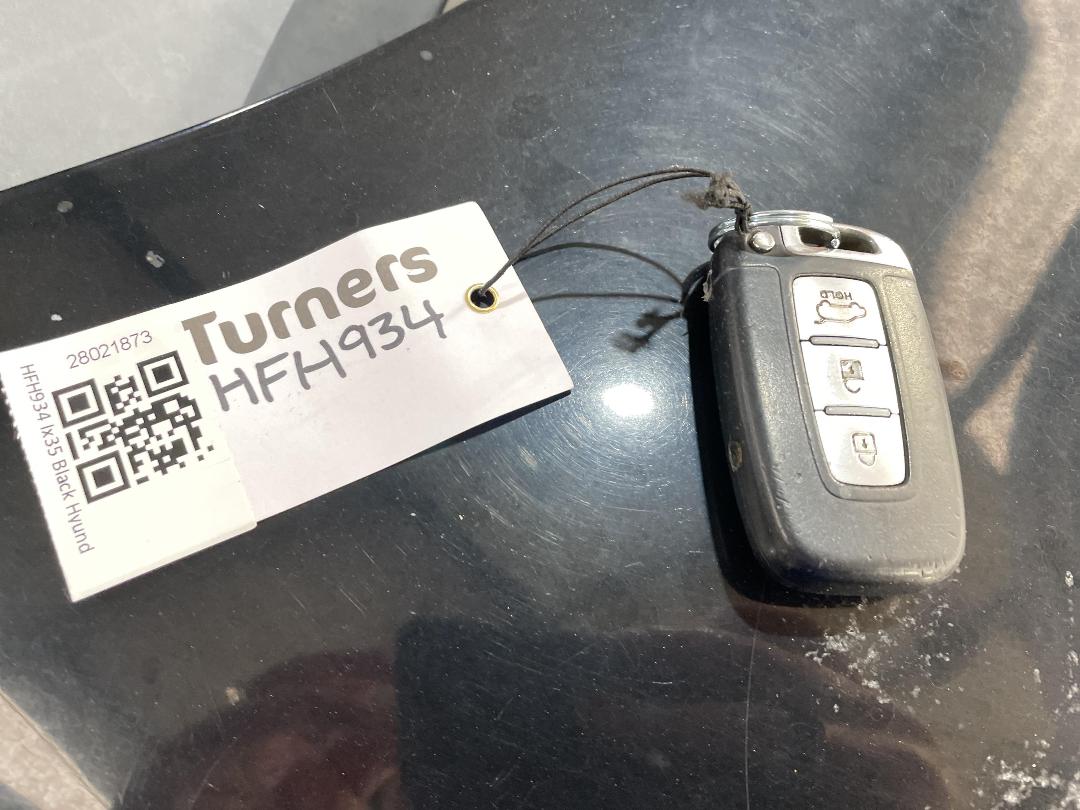 Turners
HFH934
28021873
HFH934 Ix35 Black Hyund
HOLD